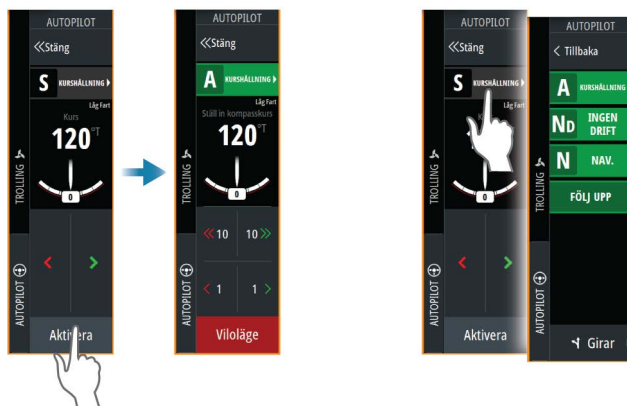 AUTOPILOT
Stäng
S KURSHÅLLNING
Låg Fart
Kurs
120°T
0
TROLLING
AUTOPILOT
Aktivera
AUTOPILOT
Stäng
A KURSHÅLLNING
Låg Fart
Ställ in kompasskurs
120°T
0
10 10
1 1
TROLLING
AUTOPILOT
Viloläge
AUTOPILOT
Stäng
S KURSHÅLLNING
Låg Fart
0
TROLLING
AUTOPILOT
Aktivera
AUTOPILOT
Tillbaka
A KURSHÅLLNING
ND INGEN
DRIFT
N NAV.
FÖLJ UPP
TROLLING
AUTOPILOT
Girar